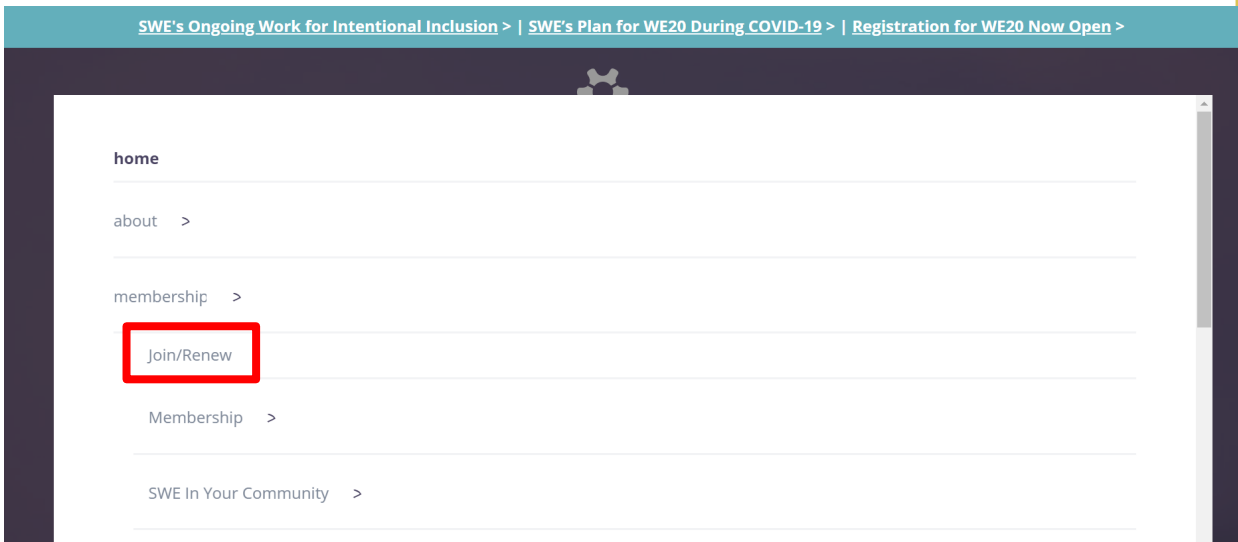 SWE's Ongoing Work for Intentional Inclusion > | SWE’s Plan for WE20 During COVID-19 > | Registration for WE20 Now Open >
home
about >
membership >
Join/Renew
Membership >
SWE In Your Community >